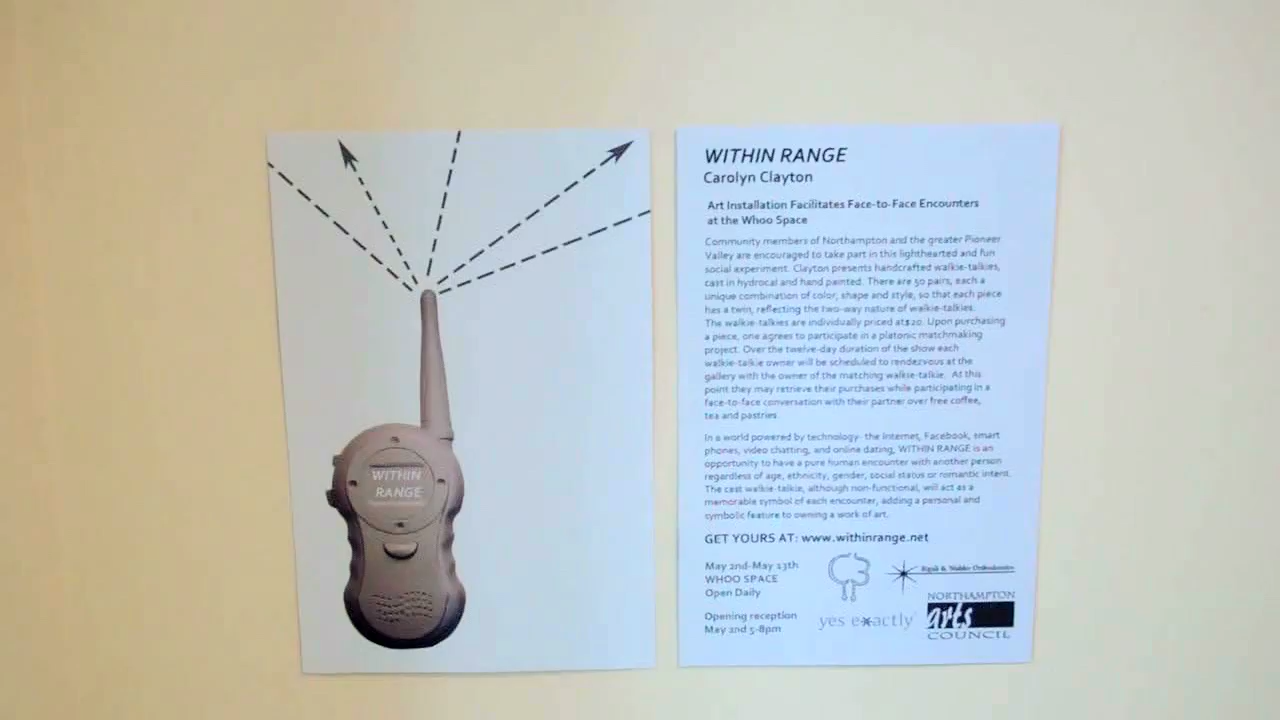 WITHIN
RANGE
WITHIN RANGE
Carolyn Clayton
Art Installation Facilitates Face-to-Face Encounters
at the Whoo Space
Community members of Northampton and the greater Pioneer
Valley are encouraged to take part in this lighthearted and fun
social experiment. Clayton presents handcrafted walkie-talkies,
cast in hydrocal and hand painted. There are 50 pairs, each a
unique combination of color, shape and style, so that each piece
has a twin, reflecting the two-way nature of walkie-talkies.
The walkie-talkies are individually priced at $20. Upon purchasing
a piece, one agrees to participate in a platonic matchmaking
project. Over the twelve-day duration of the show each
walkie-talkie owner will be scheduled to rendezvous at the
gallery with the owner of the matching walkie-talkie. At this
point they may retrieve their purchases while participating in a
face-to-face conversation with their partner over free coffee,
tea and pastries.
In a world powered by technology- the Internet, Facebook, smart
phones, video chatting, and online dating, WITHIN RANGE is an
opportunity to have a pure human encounter with another person
regardless of age, ethnicity, gender, social status or romantic intent.
The cast walkie-talkie, although non-functional, will act as a
memorable symbol of each encounter, adding a personal and
symbolic feature to owning a work of art.
GET YOURS AT: www.withinrange.net
May 2nd-May 13th
WHOO SPACE
Open Daily
Opening reception
May 2nd 5-8pm
yes exactly
NORTHAMPTON
arts
COUNCIL